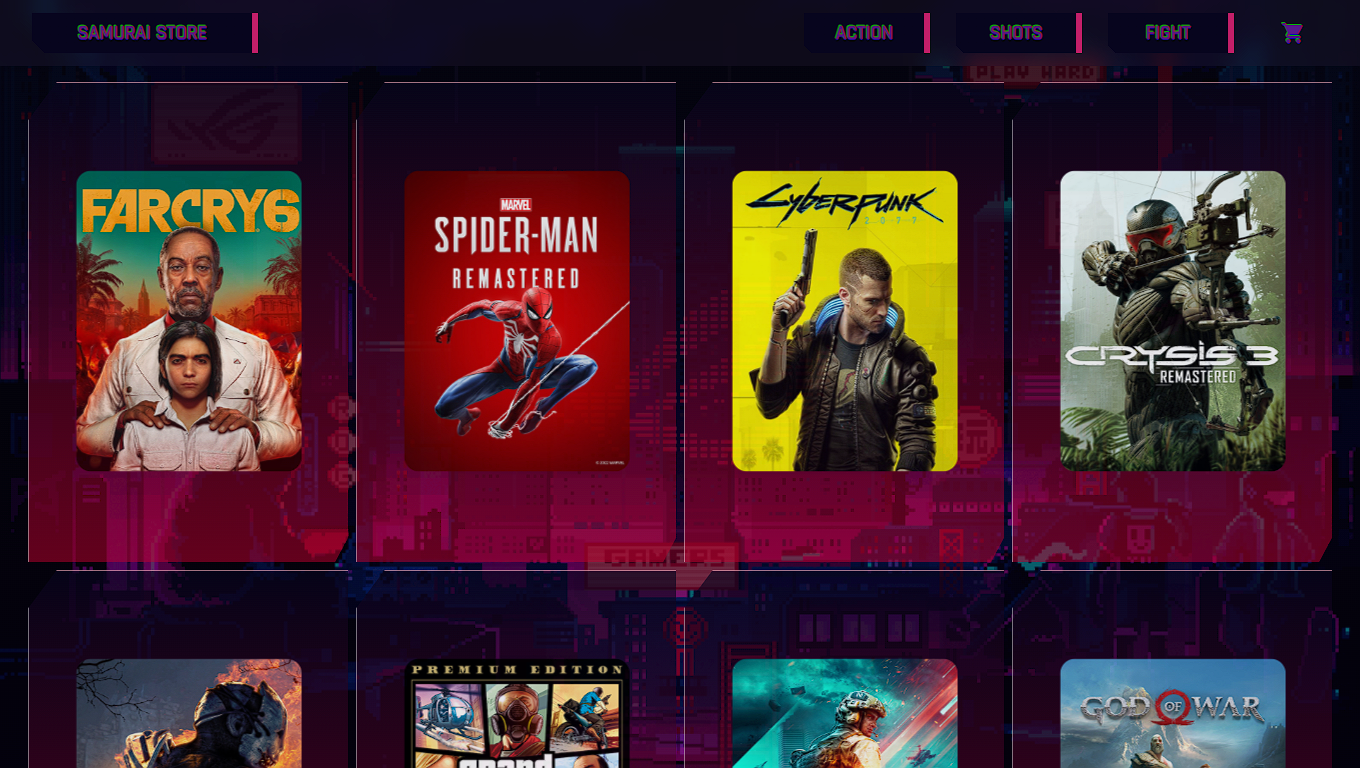 SAMURAI STORE
ACTION
SHOTS
FIGHT
PLAY HARD
FARCRY6
MARVEL
SPIDER-MAN
REMASTERED
CYBERPUNK
2077
CRYSIS 3
REMASTERED
GAMERS
PREMIUM EDITION
grand
GOD OF WAR